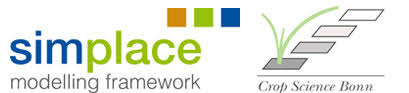 simplace
modelling framework
Crop Science Bonn